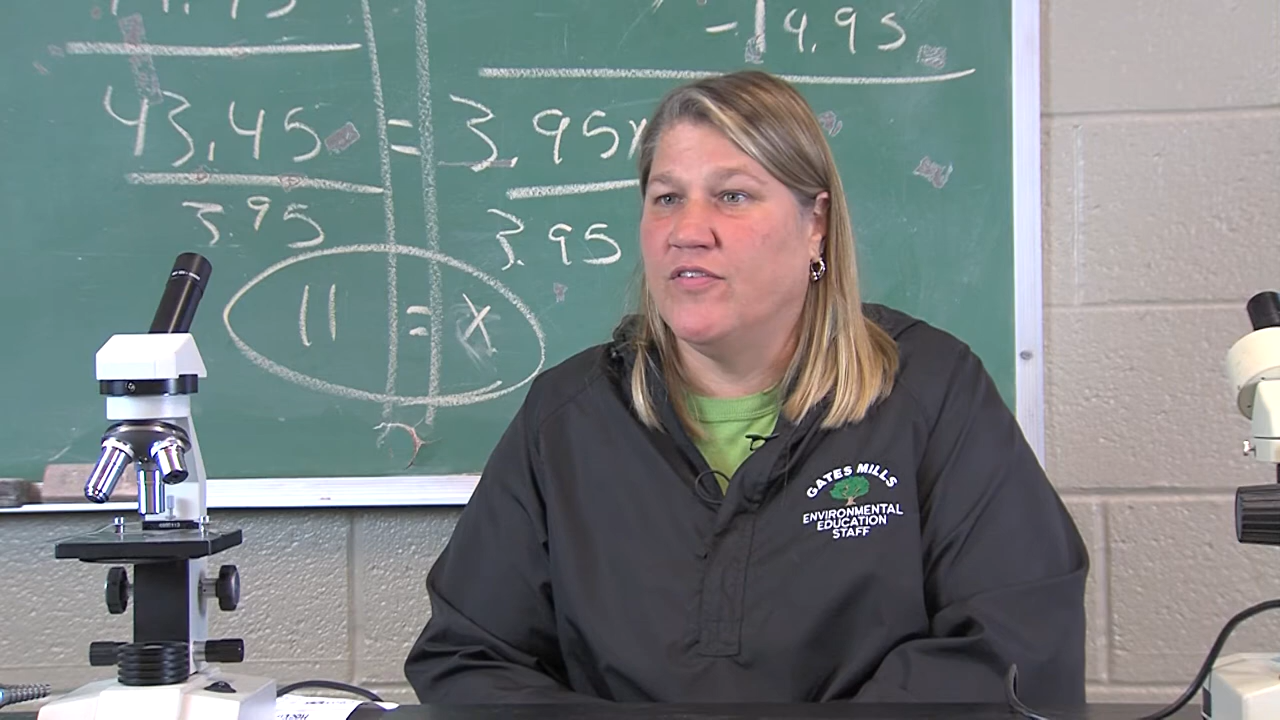 - 14.95
43.45 = 3.95x
3.95 3.95
11 = x
GATES MILLS
ENVIRONMENTAL
EDUCATION
STAFF